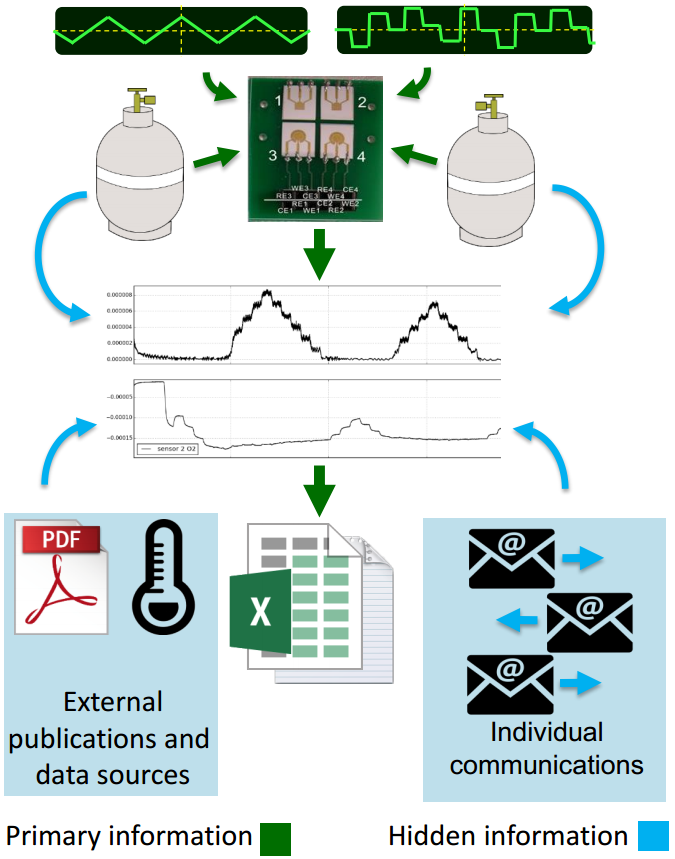 1
2
3
4
WE3 RE4 CE4
RE3 CE3 WE4
RE1 CE2 WE2
CE1 WE1 RE2
0.000008
0.000006
0.000004
0.000002
0.000000
−0.00005
−0.00010
−0.00015
sensor 2 O2
PDF
@
X
@
@
External
publications and
data sources
Individual
communications
Primary information
Hidden information